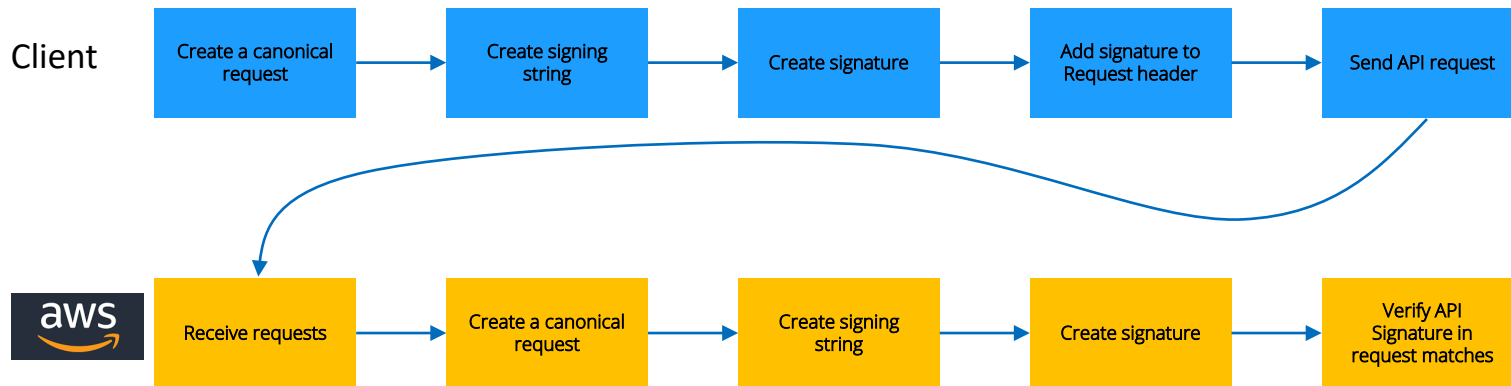 Client
Create a canonical
request
Create signing
string
Create signature
Add signature to
Request header
Send API request
aws
Receive requests
Create a canonical
request
Create signing
string
Create signature
Verify API
Signature in
request matches